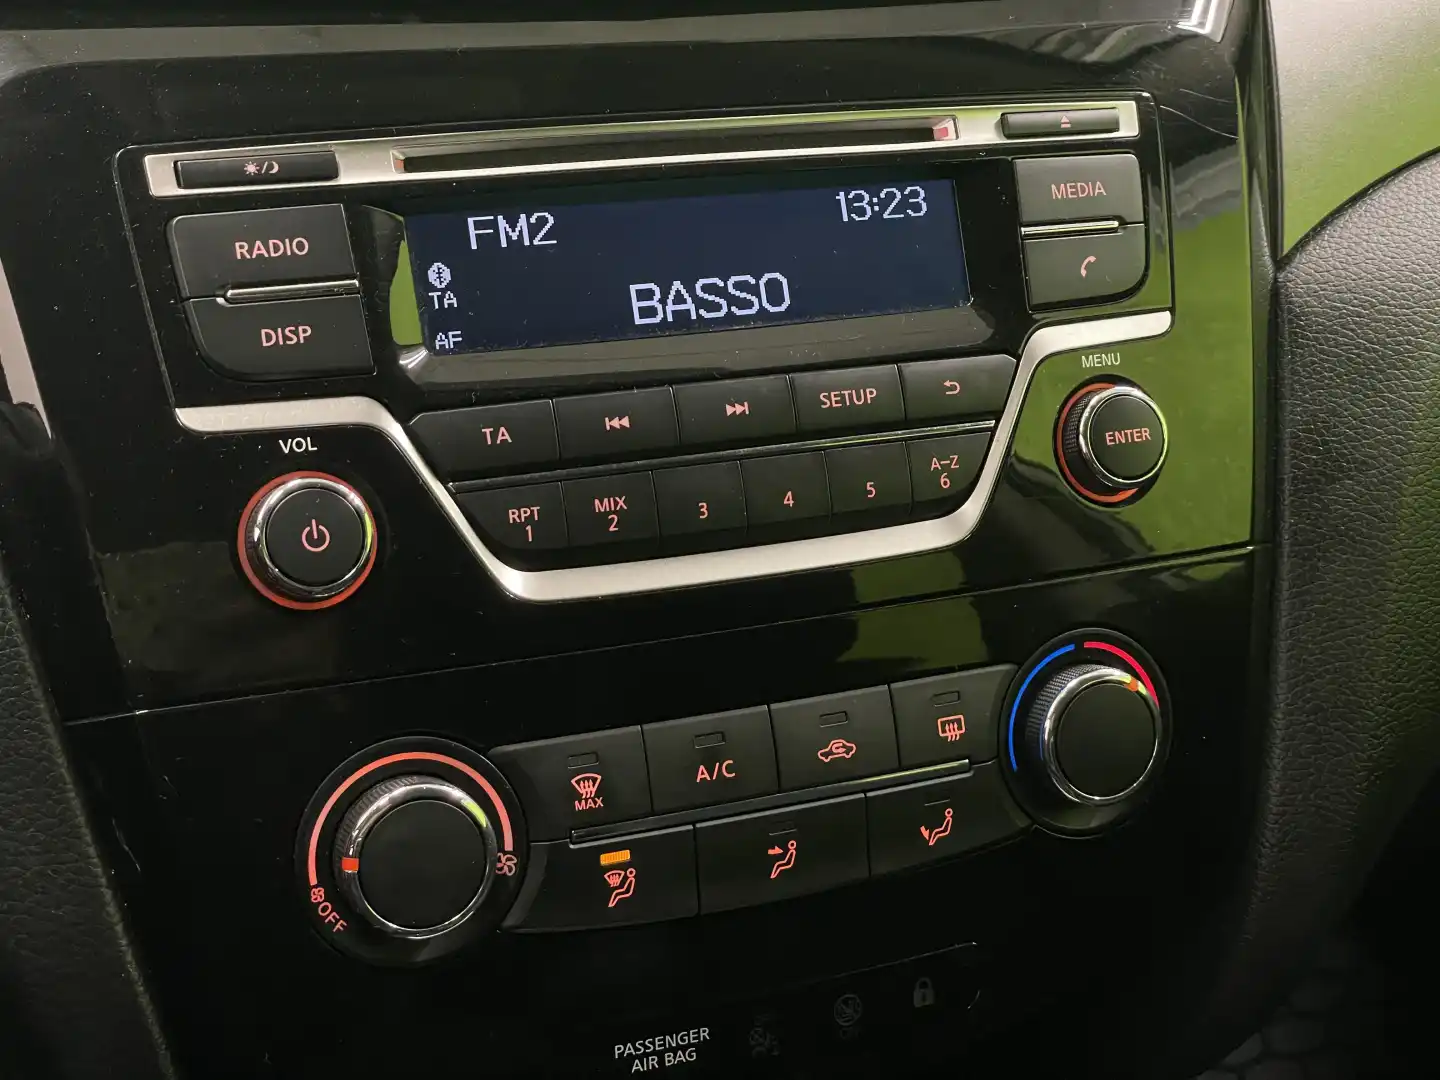 RADIO
DISP
FM2
13:23
TA
AF
BASSO
MEDIA
MENU
ENTER
VOL
TA
SETUP
RPT
1
MIX
2
3
4
5
A-Z
6
MAX
A/C
OFF
PASSENGER
AIR BAG